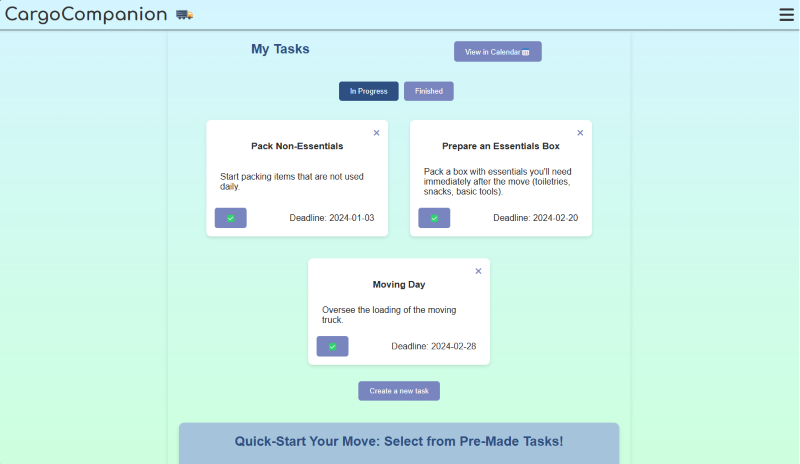 CargoCompanion
My Tasks
View in Calendar
In Progress
Finished
Pack Non-Essentials
Start packing items that are not used
daily.
Deadline: 2024-01-03
Prepare an Essentials Box
Pack a box with essentials you'll need
immediately after the move (toiletries,
snacks, basic tools).
Deadline: 2024-02-20
Moving Day
Oversee the loading of the moving
truck.
Deadline: 2024-02-28
Create a new task
Quick-Start Your Move: Select from Pre-Made Tasks!